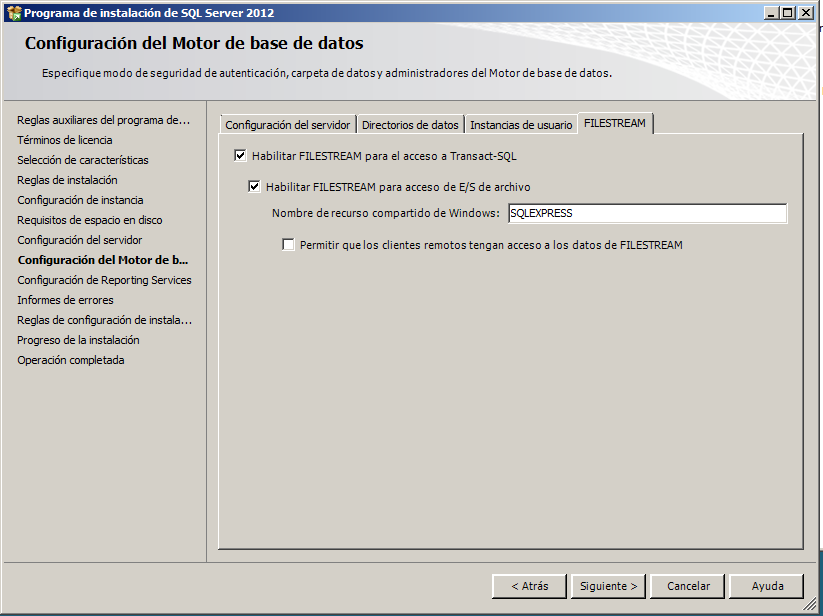 Programa de instalación de SQL Server 2012
Configuración del Motor de base de datos
Especifique modo de seguridad de autenticación, carpeta de datos y administradores del Motor de base de datos.
Reglas auxiliares del programa de...
Términos de licencia
Selección de características
Reglas de instalación
Configuración de instancia
Requisitos de espacio en disco
Configuración del servidor
Configuración del Motor de b...
Configuración de Reporting Services
Informes de errores
Reglas de configuración de instala...
Progreso de la instalación
Operación completada
Configuración del servidor
Directorios de datos
Instancias de usuario
FILESTREAM
Habilitar FILESTREAM para el acceso a Transact-SQL
Habilitar FILESTREAM para acceso de E/S de archivo
Nombre de recurso compartido de Windows: SQLEXPRESS
Permitir que los clientes remotos tengan acceso a los datos de FILESTREAM
< Atrás
Siguiente >
Cancelar
Ayuda